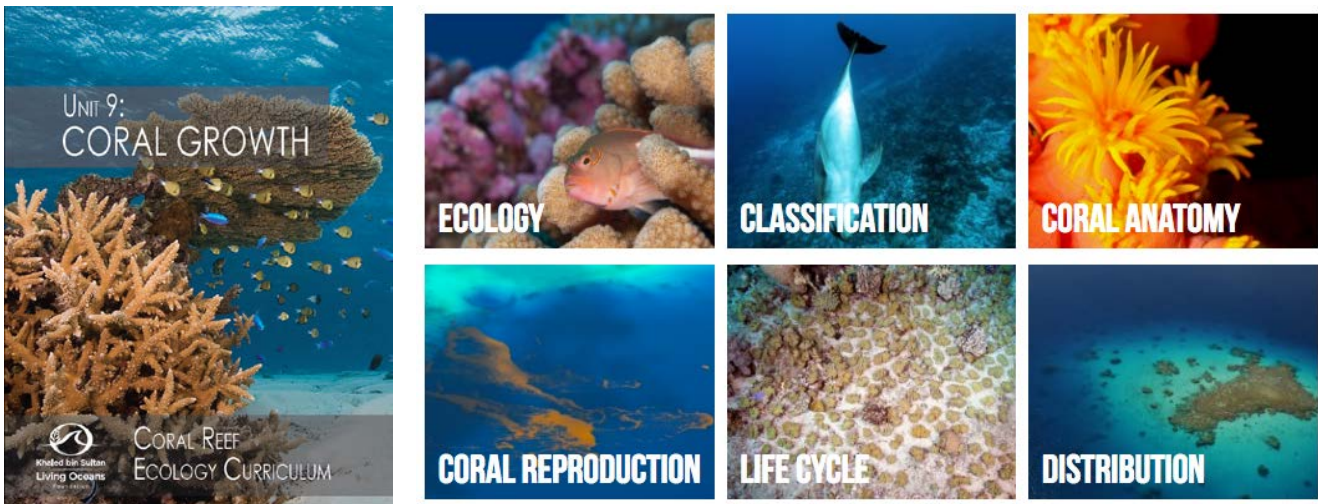 UNIT 9:
CORAL GROWTH
Khaled bin Sultan
Living Oceans
Foundation
CORAL REEF
ECOLOGY CURRICULUM
ECOLOGY
CLASSIFICATION
CORAL ANATOMY
CORAL REPRODUCTION
LIFE CYCLE
DISTRIBUTION